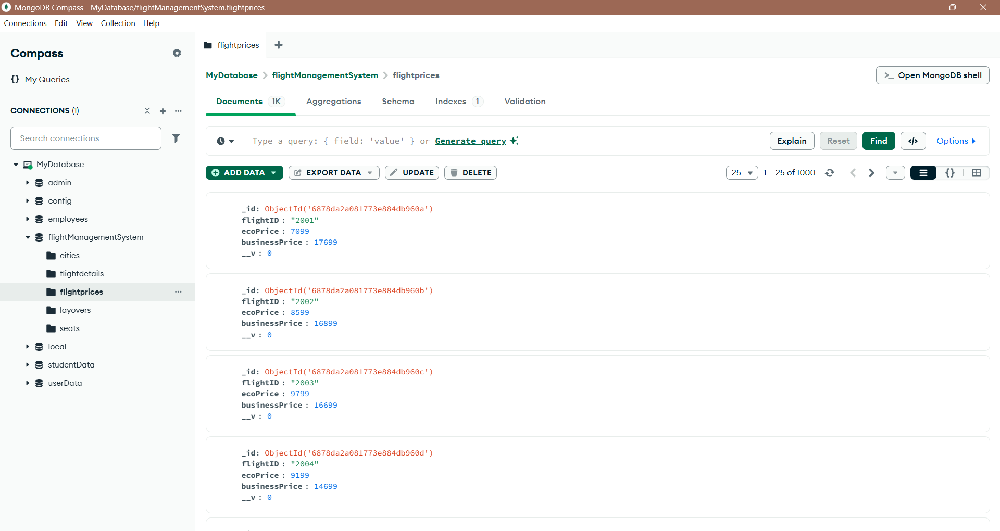 MongoDB Compass - MyDatabase/flightManagementSystem.flightprices
Connections Edit View Collection Help
Compass
{} My Queries
CONNECTIONS (1)
Search connections
MyDatabase
admin
config
employees
flightManagementSystem
cities
flightdetails
flightprices
layovers
seats
local
studentData
userData
flightprices
MyDatabase > flightManagementSystem > flightprices
>_ Open MongoDB shell
Documents 1K Aggregations Schema Indexes 1 Validation
Type a query: { field: 'value' } or Generate query
Explain Reset Find </> Options
ADD DATA EXPORT DATA UPDATE DELETE
25 1 – 25 of 1000 {}
_id: ObjectId('6878da2a081773e884db960a')
flightID : "2001"
ecoPrice : 7099
businessPrice : 17699
__v : 0
_id: ObjectId('6878da2a081773e884db960b')
flightID : "2002"
ecoPrice : 8599
businessPrice : 16899
__v : 0
_id: ObjectId('6878da2a081773e884db960c')
flightID : "2003"
ecoPrice : 9799
businessPrice : 16699
__v : 0
_id: ObjectId('6878da2a081773e884db960d')
flightID : "2004"
ecoPrice : 9199
businessPrice : 14699
__v : 0